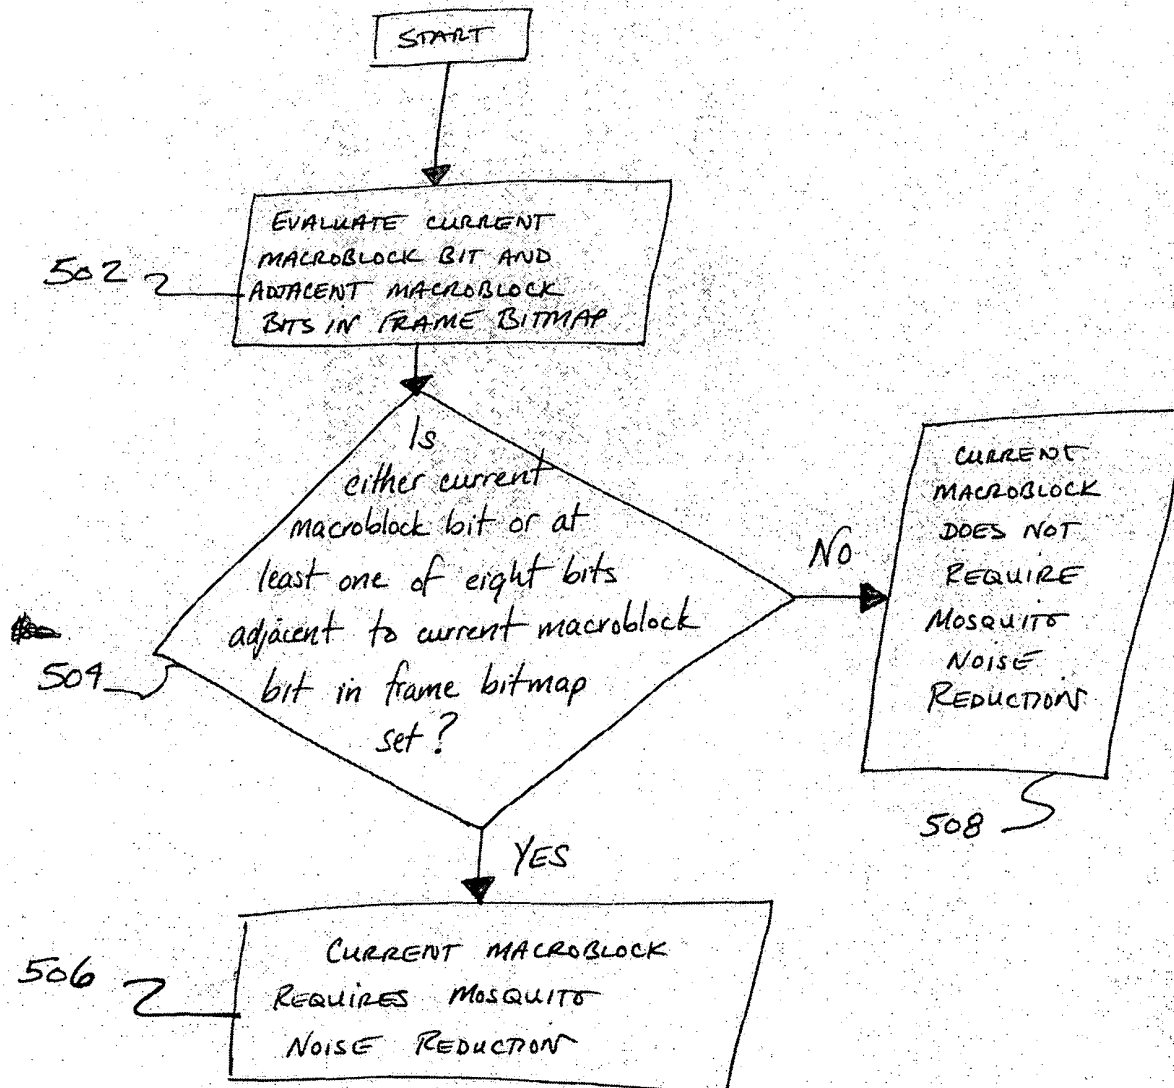 START
EVALUATE CURRENT
MACROBLOCK BIT AND
ADJACENT MACROBLOCK
BITS IN FRAME BITMAP
502
Is
either current
macroblock bit or at
least one of eight bits
adjacent to current macroblock
bit in frame bitmap
set?
504
NO
CURRENT
MACROBLOCK
DOES NOT
REQUIRE
MOSQUITO
NOISE
REDUCTION
508
YES
CURRENT MACROBLOCK
REQUIRES MOSQUITO
NOISE REDUCTION
506